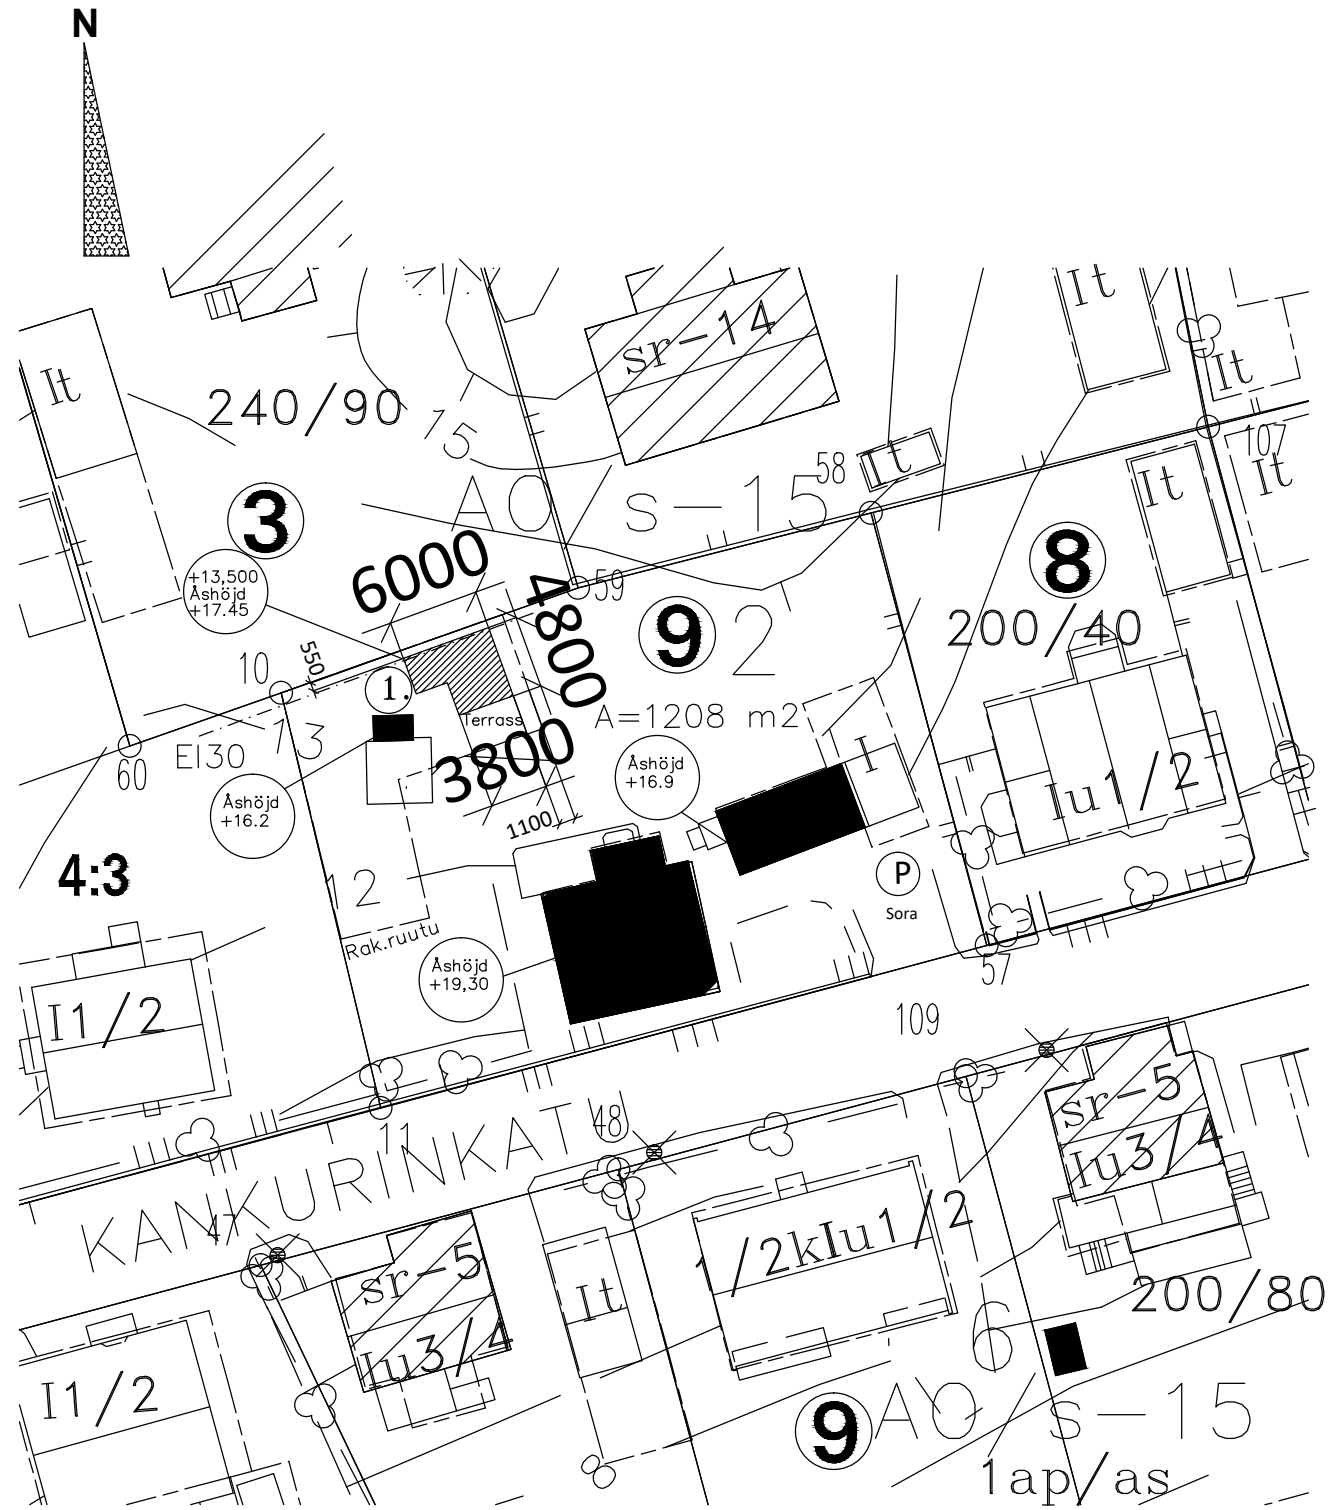 N
It
sr-14
It
It
240/90
15
58
It
107
It
It
AO s-15
3
6000
4800
8
+13,500
Åshöjd
+17.45
59
9
2
200/40
10
550
1.
A=1208 m2
Terrass
EI30
13
3800
60
Åshöjd
+16.9
I
Iu1/2
Åshöjd
+16.2
1100
4:3
12
P
Sora
Rak.ruutu
Åshöjd
+19,30
57
I1/2
109
sr-5
Iu3/4
11
48
KANKURINKATU
47
sr-5
Iu3/4
It
1/2kIu1/2
6
200/80
I1/2
9
AO s-15
1ap/as